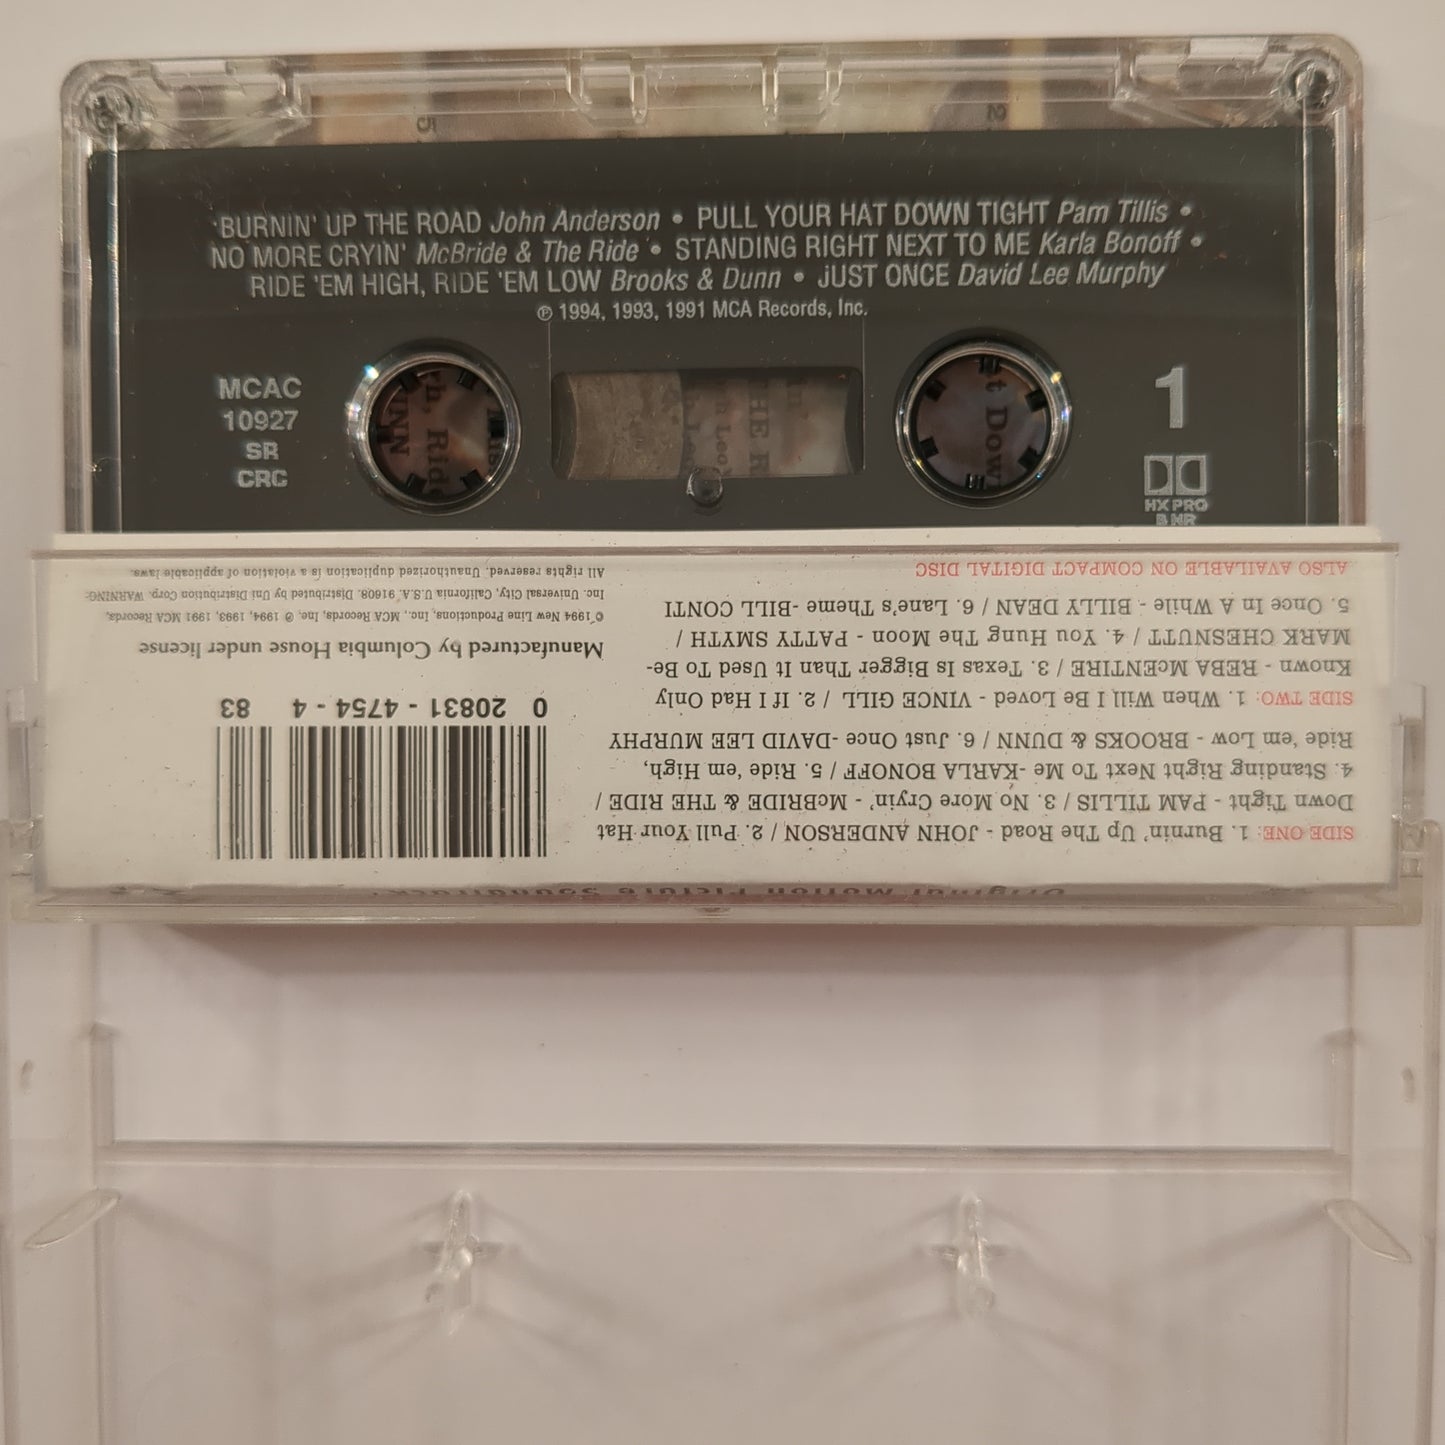 'BURNIN' UP THE ROAD John Anderson • PULL YOUR HAT DOWN TIGHT Pam Tillis •
NO MORE CRYIN' McBride & The Ride • STANDING RIGHT NEXT TO ME Karla Bonoff •
RIDE 'EM HIGH, RIDE 'EM LOW Brooks & Dunn • JUST ONCE David Lee Murphy
℗ 1994, 1993, 1991 MCA Records, Inc.
MCAC
10927
SR
CRC
1
HX PRO
B NR
Original Motion Picture Soundtrack
SIDE ONE: 1. Burnin' Up The Road - JOHN ANDERSON / 2. Pull Your Hat
Down Tight - PAM TILLIS / 3. No More Cryin' - McBRIDE & THE RIDE /
4. Standing Right Next To Me -KARLA BONOFF / 5. Ride 'em High,
Ride 'em Low - BROOKS & DUNN / 6. Just Once -DAVID LEE MURPHY
SIDE TWO: 1. When Will I Be Loved - VINCE GILL / 2. If I Had Only
Known - REBA McENTIRE / 3. Texas Is Bigger Than It Used To Be-
MARK CHESNUTT / 4. You Hung The Moon - PATTY SMYTH /
5. Once In A While - BILLY DEAN / 6. Lane's Theme -BILL CONTI
ALSO AVAILABLE ON COMPACT DIGITAL DISC
0 20831 - 4754 - 4 83
Manufactured by Columbia House under license
©1994 New Line Productions, Inc., MCA Records, Inc. ℗ 1994, 1993, 1991 MCA Records,
Inc. Universal City, California U.S.A. 91608. Distributed by Uni Distribution Corp. WARNING:
All rights reserved. Unauthorized duplication is a violation of applicable laws.